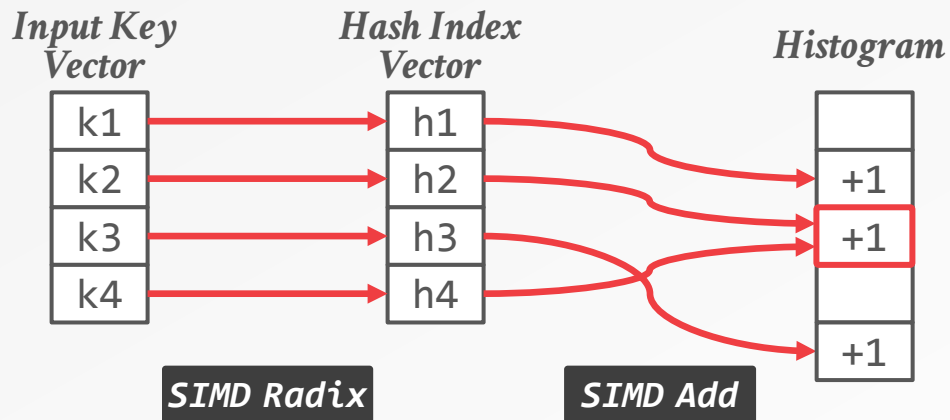 Input Key
Vector
Hash Index
Vector
Histogram
k1
k2
k3
k4
h1
h2
h3
h4
+1
+1
+1
SIMD Radix
SIMD Add